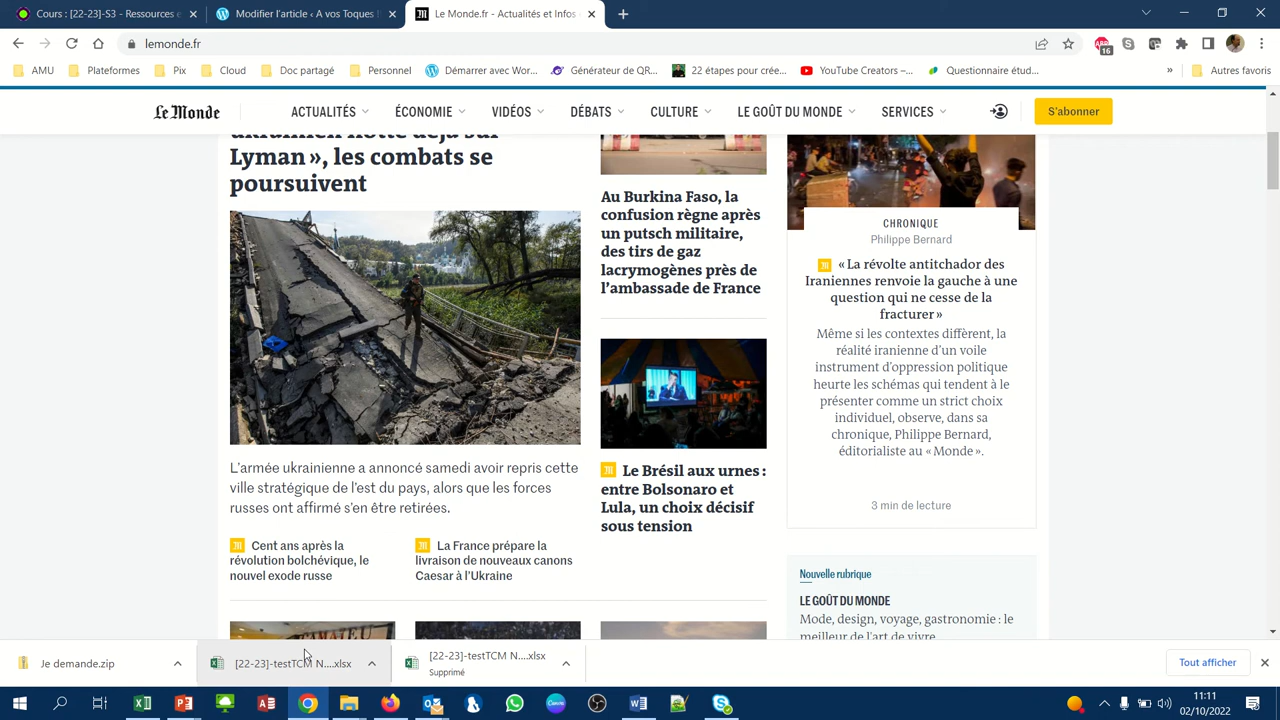 Cours : [22-23]-S3 - Ressources
Modifier l'article « A vos Toques !
Le Monde.fr - Actualités et Infos
lemonde.fr
16
AMU
Plateformes
Pix
Cloud
Doc partagé
Personnel
Démarrer avec Wor...
Générateur de QR...
22 étapes pour crée...
YouTube Creators –...
Questionnaire étud...
»
Autres favoris
Le Monde
ACTUALITÉS
ÉCONOMIE
VIDÉOS
DÉBATS
CULTURE
LE GOÛT DU MONDE
SERVICES
S'abonner
ukrainien flotte déjà sur
Lyman », les combats se
poursuivent
L'armée ukrainienne a annoncé samedi avoir repris cette
ville stratégique de l'est du pays, alors que les forces
russes ont affirmé s'en être retirées.
Cent ans après la
révolution bolchévique, le
nouvel exode russe
La France prépare la
livraison de nouveaux canons
Caesar à l'Ukraine
Au Burkina Faso, la
confusion règne après
un putsch militaire,
des tirs de gaz
lacrymogènes près de
l'ambassade de France
Le Brésil aux urnes :
entre Bolsonaro et
Lula, un choix décisif
sous tension
CHRONIQUE
Philippe Bernard
« La révolte antitchador des
Iraniennes renvoie la gauche à une
question qui ne cesse de la
fracturer »
Même si les contextes diffèrent, la
réalité iranienne d'un voile
instrument d'oppression politique
heurte les schémas qui tendent à le
présenter comme un strict choix
individuel, observe, dans sa
chronique, Philippe Bernard,
éditorialiste au « Monde ».
3 min de lecture
Nouvelle rubrique
LE GOÛT DU MONDE
Mode, design, voyage, gastronomie : le
meilleur de l'art de vivre
Je demande.zip
[22-23]-testTCM N....xlsx
[22-23]-testTCM N....xlsx
Supprimé
Tout afficher
11:11
02/10/2022